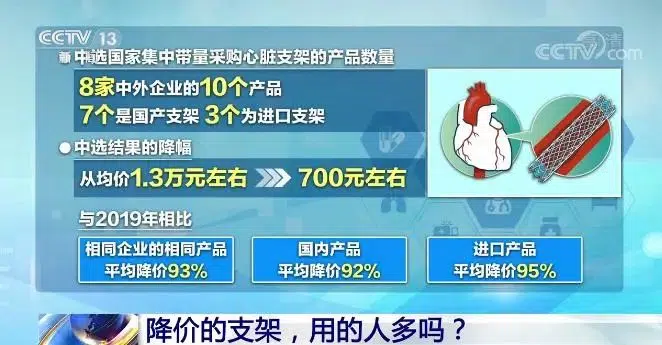 CCTV 13
新闻
高清
CCTV.com
中选国家集中带量采购心脏支架的产品数量
8家中外企业的10个产品
7个是国产支架 3个为进口支架
中选结果的降幅
从均价1.3万元左右 >>> 700元左右
与2019年相比
相同企业的相同产品
平均降价93%
国内产品
平均降价92%
进口产品
平均降价95%
降价的支架，用的人多吗？